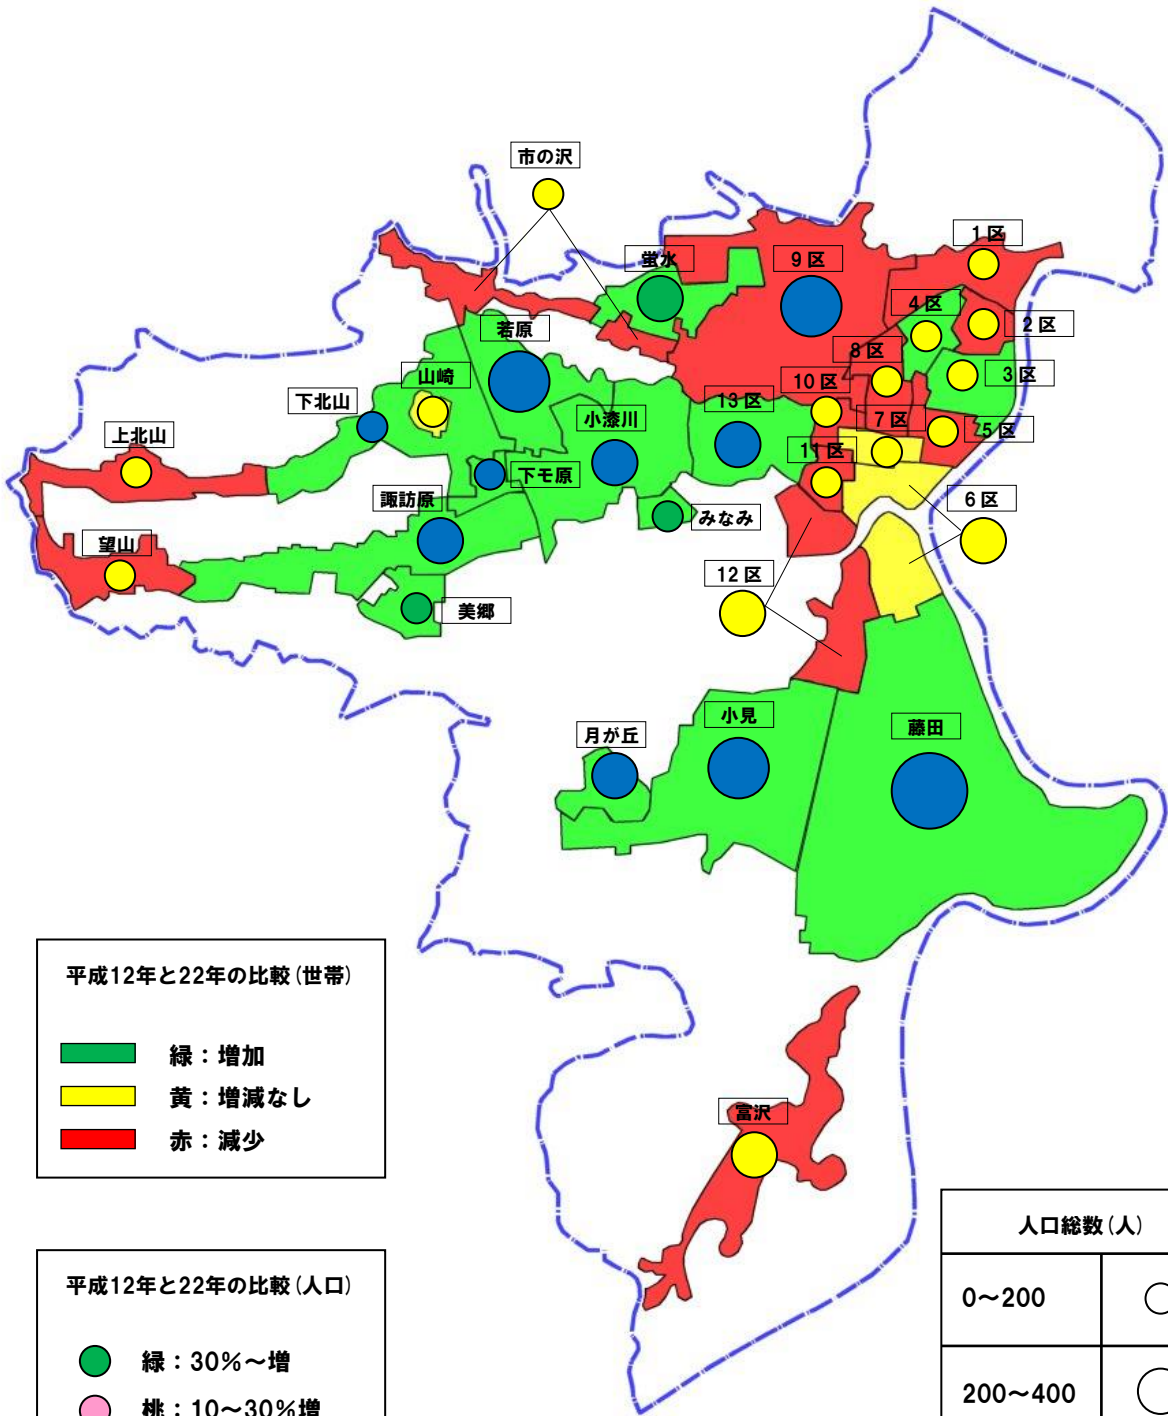 市の沢
1区
蛍水
9区
4区
2区
若原
8区
山崎
10区
3区
下北山
13区
小漆川
7区
5区
上北山
11区
下モ原
諏訪原
6区
みなみ
望山
12区
美郷
小見
藤田
月が丘
平成12年と22年の比較(世帯)
緑：増加
黄：増減なし
赤：減少
富沢
人口総数(人)
0～200
200～400
平成12年と22年の比較(人口)
緑：30%～増
桃：10～30%増